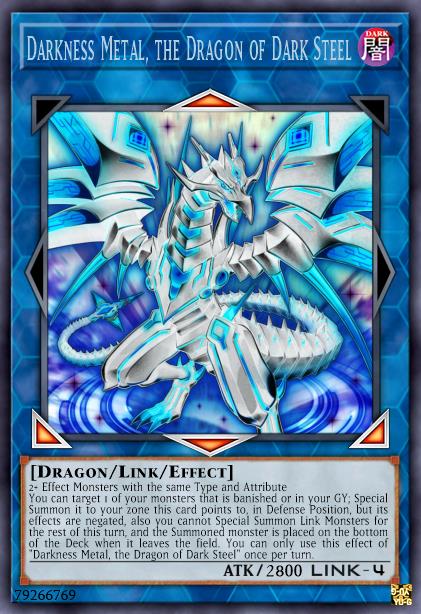 DARKNESS METAL, THE DRAGON OF DARK STEEL
DARK
闇
[DRAGON/LINK/EFFECT]
2+ Effect Monsters with the same Type and Attribute
You can target 1 of your monsters that is banished or in your GY; Special
Summon it to your zone this card points to, in Defense Position, but its
effects are negated, also you cannot Special Summon Link Monsters for
the rest of this turn, and the Summoned monster is placed on the bottom
of the Deck when it leaves the field. You can only use this effect of
"Darkness Metal, the Dragon of Dark Steel" once per turn.
ATK/2800 LINK-4
79266769